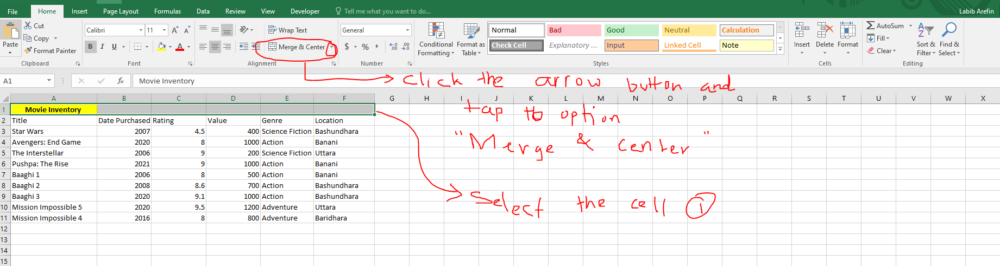 File Home Insert Page Layout Formulas Data Review View Developer Tell me what you want to do... Labib Arefin
Cut
Copy
Format Painter
Paste
Clipboard
Calibri 11 A A
B I U A
Font
Wrap Text
Merge & Center
Alignment
General
$ % , .0 .00 .00 .0
Number
Conditional Formatting
Format as Table
Normal Bad Good Neutral Calculation
Check Cell Explanatory ... Input Linked Cell Note
Styles
Insert Delete Format
Cells
AutoSum
Fill
Clear
Sort & Filter
Find & Select
Editing
A1 fx Movie Inventory
A B C D E F G H I J K L M N O P Q R S T U V W X
1 Movie Inventory
2 Title Date Purchased Rating Value Genre Location
3 Star Wars 2007 4.5 400 Science Fiction Bashundhara
4 Avengers: End Game 2020 8 1000 Action Banani
5 The Interstellar 2006 9 200 Science Fiction Uttara
6 Pushpa: The Rise 2021 9 1000 Action Banani
7 Baaghi 1 2006 8 500 Action Banani
8 Baaghi 2 2008 8.6 700 Action Bashundhara
9 Baaghi 3 2020 9.1 1000 Action Bashundhara
10 Mission Impossible 5 2020 9.5 1200 Adventure Uttara
11 Mission Impossible 4 2016 8 800 Adventure Baridhara
12
13
14
15
click the arrow button and
tap to option
"Merge & center"
Select the cell 1